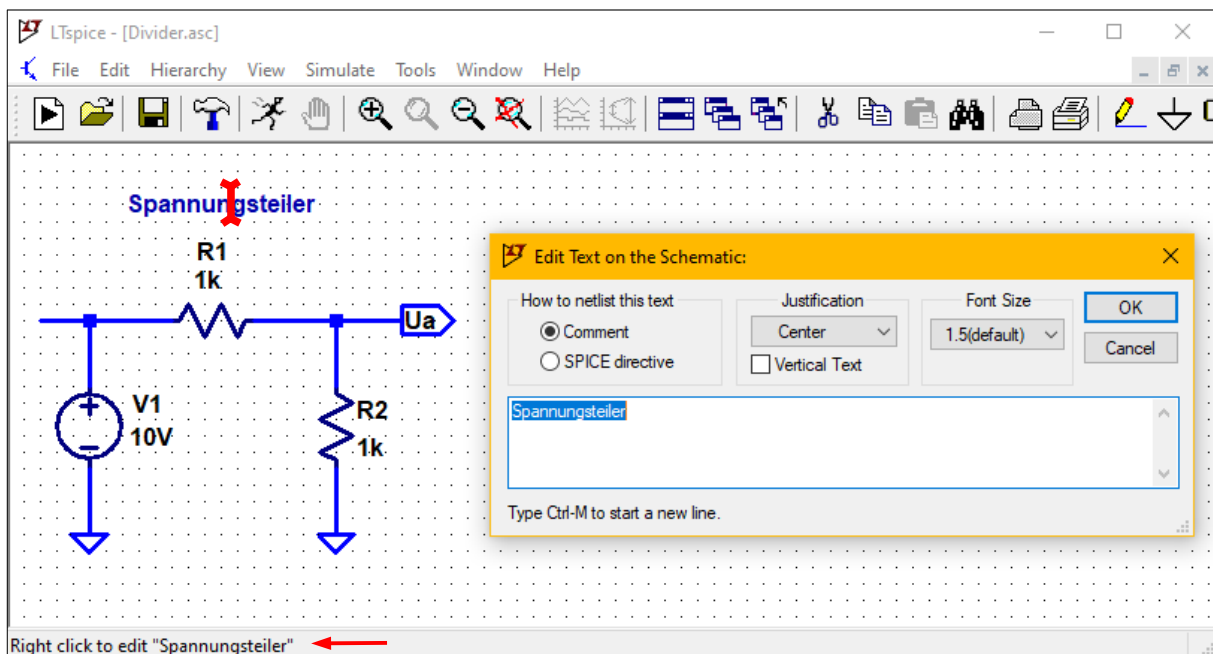 LTspice - [Divider.asc]
File Edit Hierarchy View Simulate Tools Window Help
Spannungsteiler
R1
1k
Ua
V1
10V
R2
1k
Edit Text on the Schematic:
How to netlist this text
Comment
SPICE directive
Justification
Center
Vertical Text
Font Size
1.5(default)
OK
Cancel
Spannungsteiler
Type Ctrl-M to start a new line.
Right click to edit "Spannungsteiler"